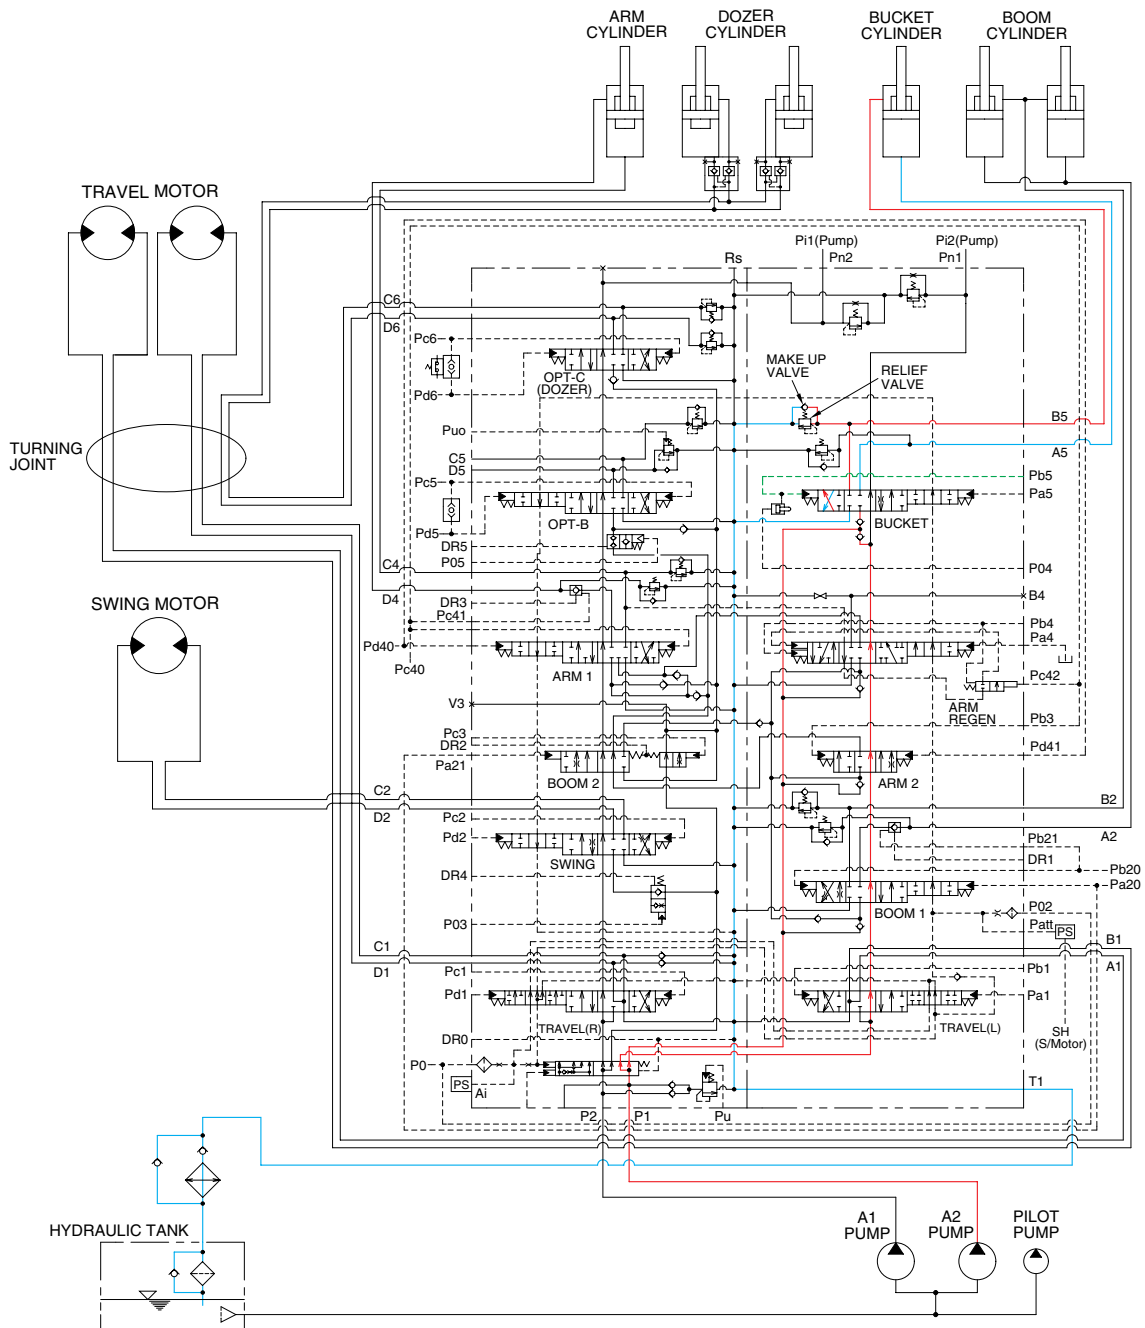 ARM
CYLINDER
DOZER
CYLINDER
BUCKET
CYLINDER
BOOM
CYLINDER
TRAVEL MOTOR
Pi1(Pump)
Pn2
Pi2(Pump)
Pn1
Rs
C6
D6
Pc6
Pd6
OPT-C
(DOZER)
MAKE UP
VALVE
RELIEF
VALVE
TURNING
JOINT
Puo
C5
D5
Pc5
Pd5
OPT-B
DR5
P05
B5
A5
Pb5
Pa5
BUCKET
P04
C4
D4
DR3
Pc41
Pd40
Pc40
ARM 1
B4
Pb4
Pa4
Pc42
ARM
REGEN
SWING MOTOR
V3
Pc3
DR2
Pa21
BOOM 2
Pb3
Pd41
ARM 2
C2
D2
Pc2
Pd2
SWING
DR4
P03
B2
A2
Pb21
DR1
Pb20
Pa20
BOOM 1
P02
Patt
PS
C1
D1
Pc1
Pd1
TRAVEL(R)
B1
A1
Pb1
Pa1
TRAVEL(L)
SH
(S/Motor)
DR0
P0
PS
Ai
P2
P1
Pu
T1
HYDRAULIC TANK
A1
PUMP
A2
PUMP
PILOT
PUMP